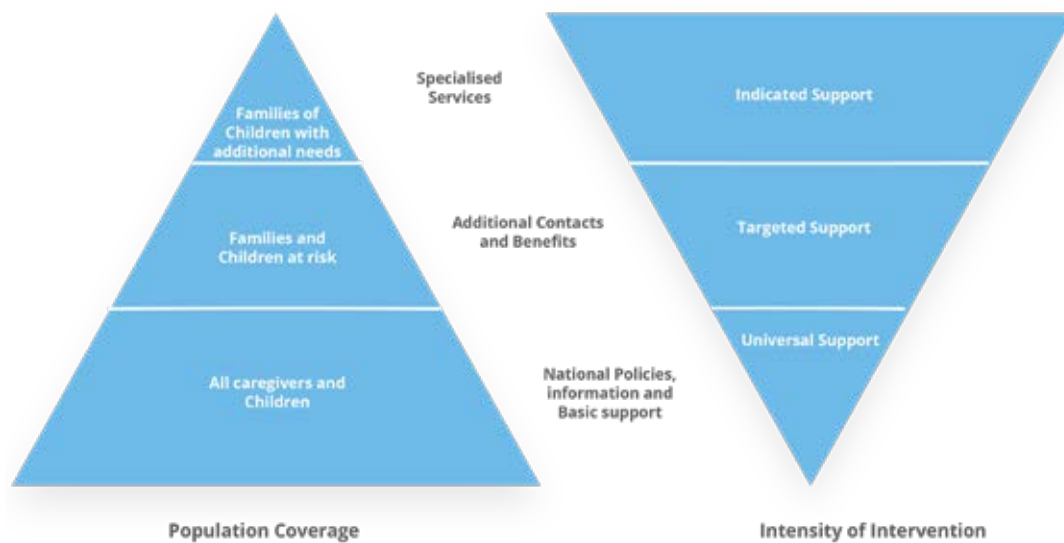 Specialised
Services
Indicated Support
Families of
Children with
additional needs
Additional Contacts
and Benefits
Targeted Support
Families and
Children at risk
Universal Support
National Policies,
information and
Basic support
All caregivers and
Children
Population Coverage
Intensity of Intervention